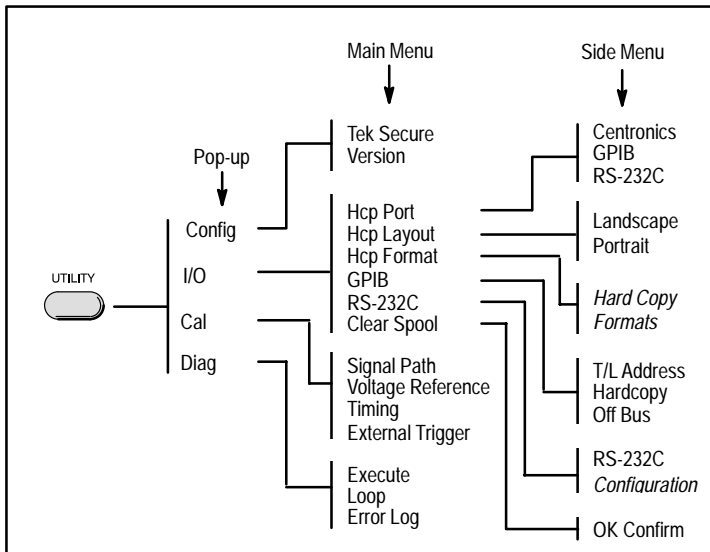 Main Menu
Side Menu
Pop-up
UTILITY
Config
I/O
Cal
Diag
Tek Secure
Version
Hcp Port
Hcp Layout
Hcp Format
GPIB
RS-232C
Clear Spool
Signal Path
Voltage Reference
Timing
External Trigger
Execute
Loop
Error Log
Centronics
GPIB
RS-232C
Landscape
Portrait
Hard Copy
Formats
T/L Address
Hardcopy
Off Bus
RS-232C
Configuration
OK Confirm